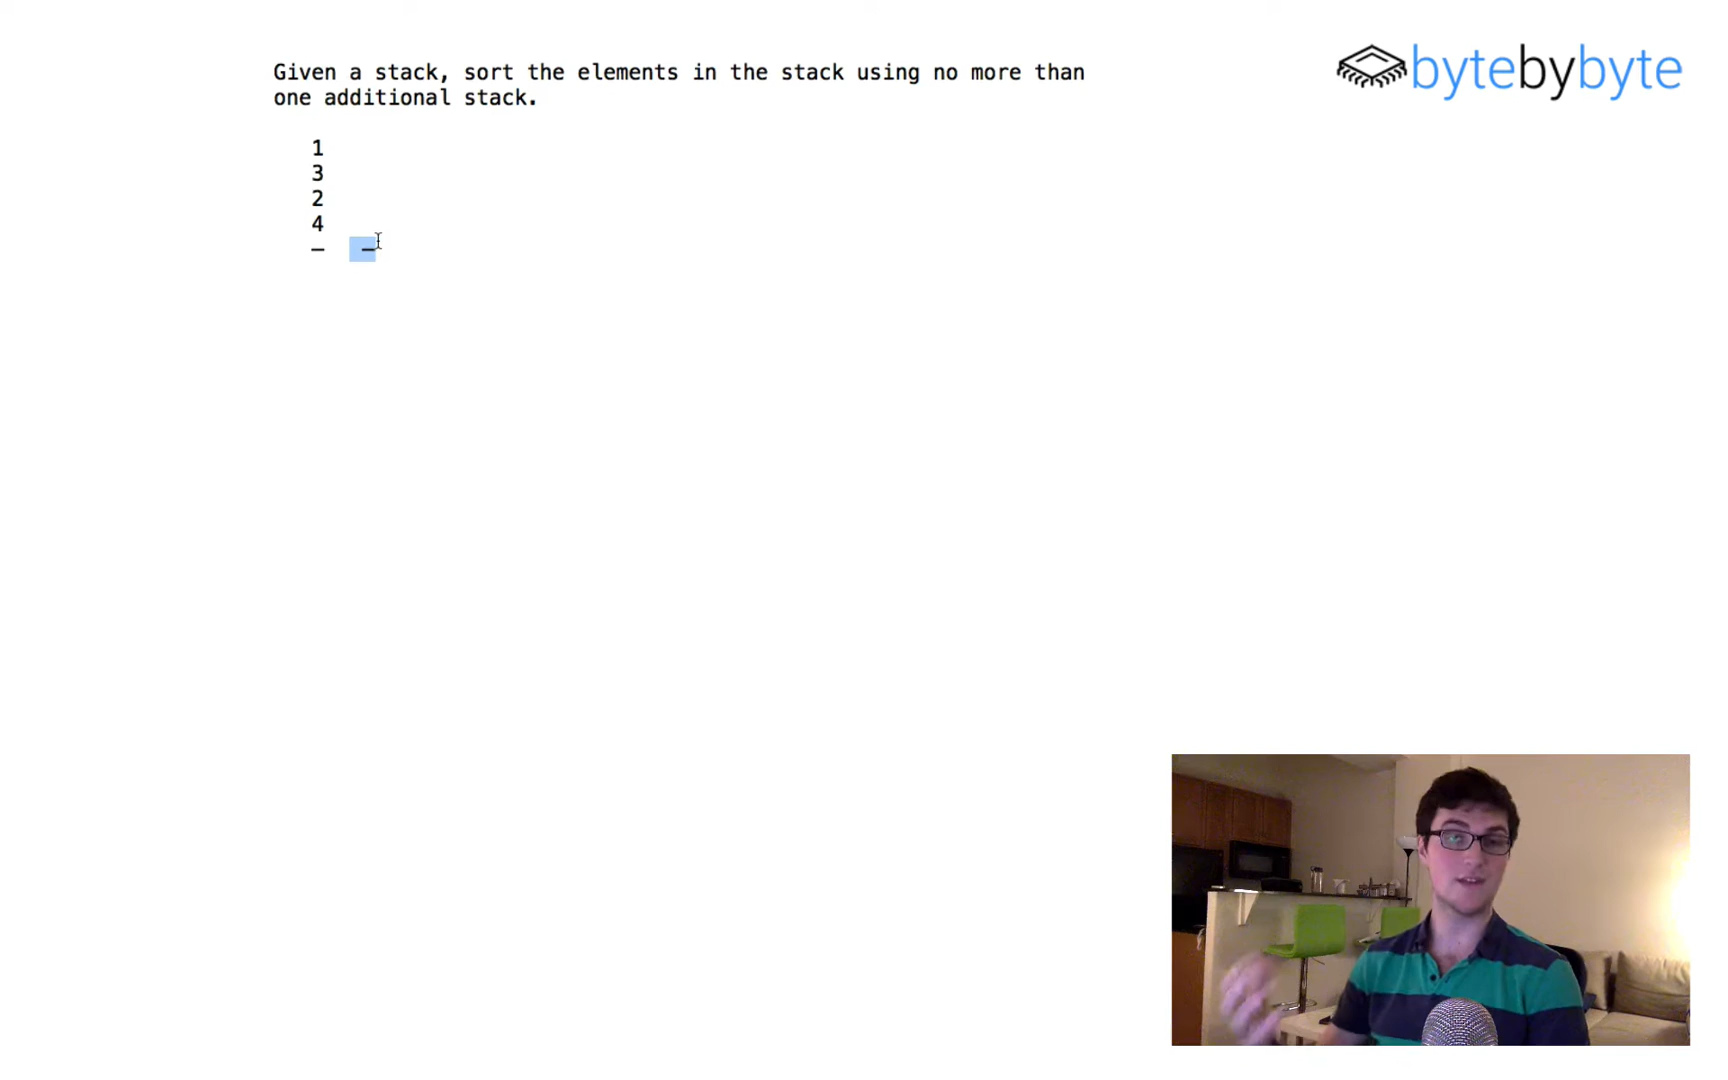 bytebybyte
Given a stack, sort the elements in the stack using no more than
one additional stack.
1
3
2
4
– –